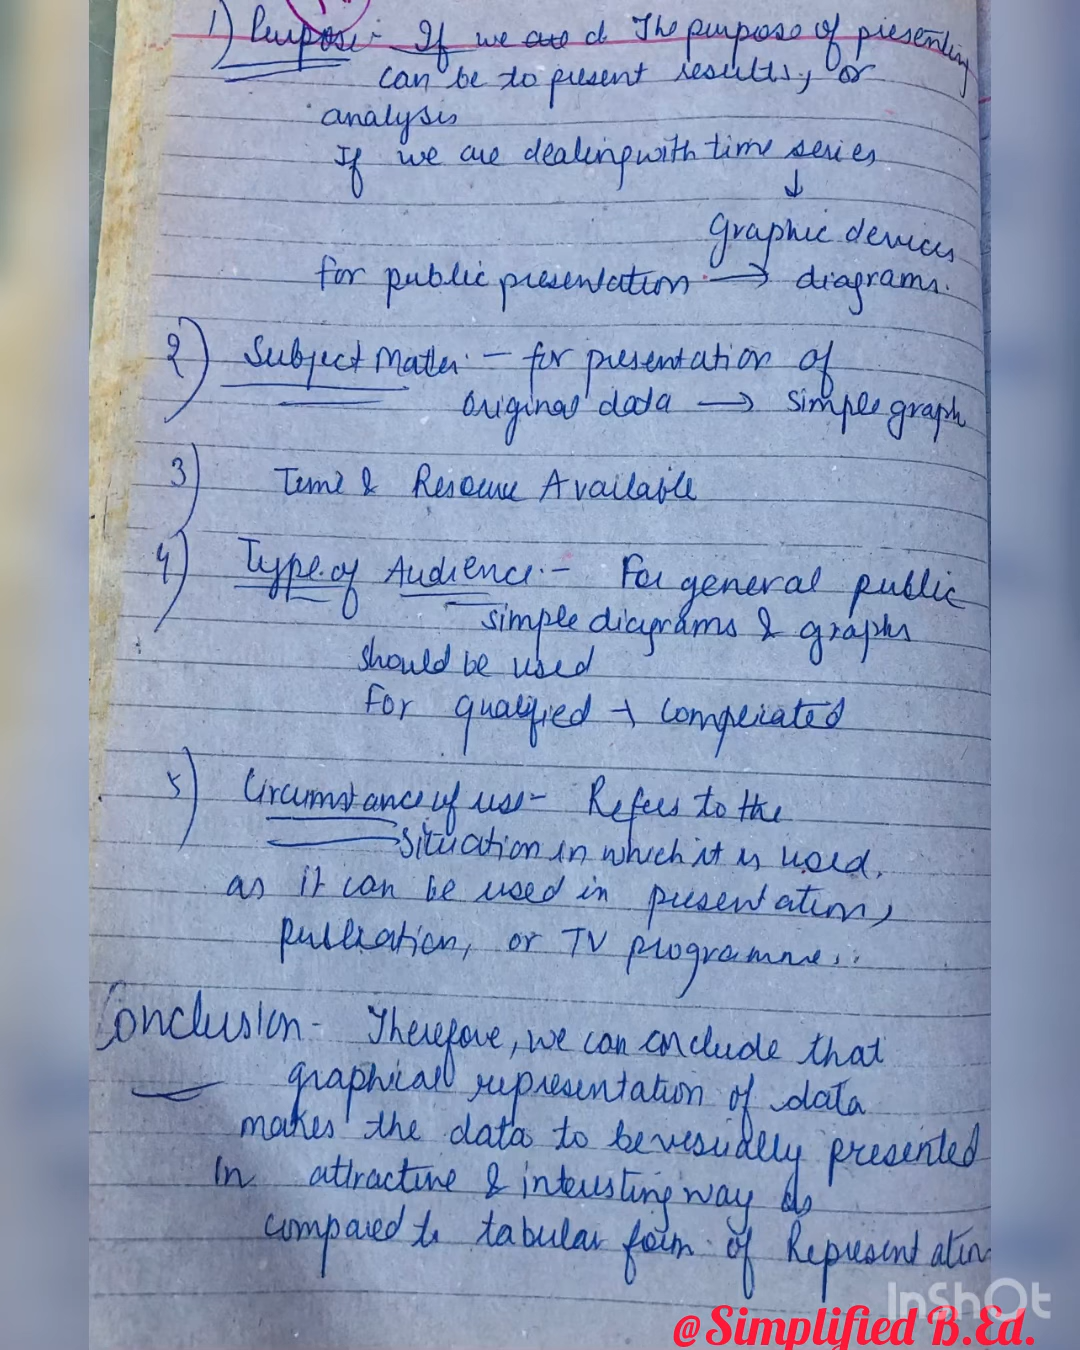 1) Purpose:- If we are d The purpose of presenting
can be to present results, or
analysis
If we are dealing with time series
↓
Graphic devices
for public presentation → diagrams.
2) Subject Matter:- for presentation of
original data → simple graph
3) Time & Resource Available
4) Type of Audience:- For general public
simple diagrams & graphs
should be used
For qualified → complicated
5) Circumstance of use- Refers to the
situation in which it is used.
as it can be used in presentation,
publication, or TV programme..
Conclusion- Therefore, we can conclude that
graphical representation of data
makes the data to be visually presented
in attractive & interesting way as
compared to tabular form of Representation
InShOt
@Simplified B.Ed.